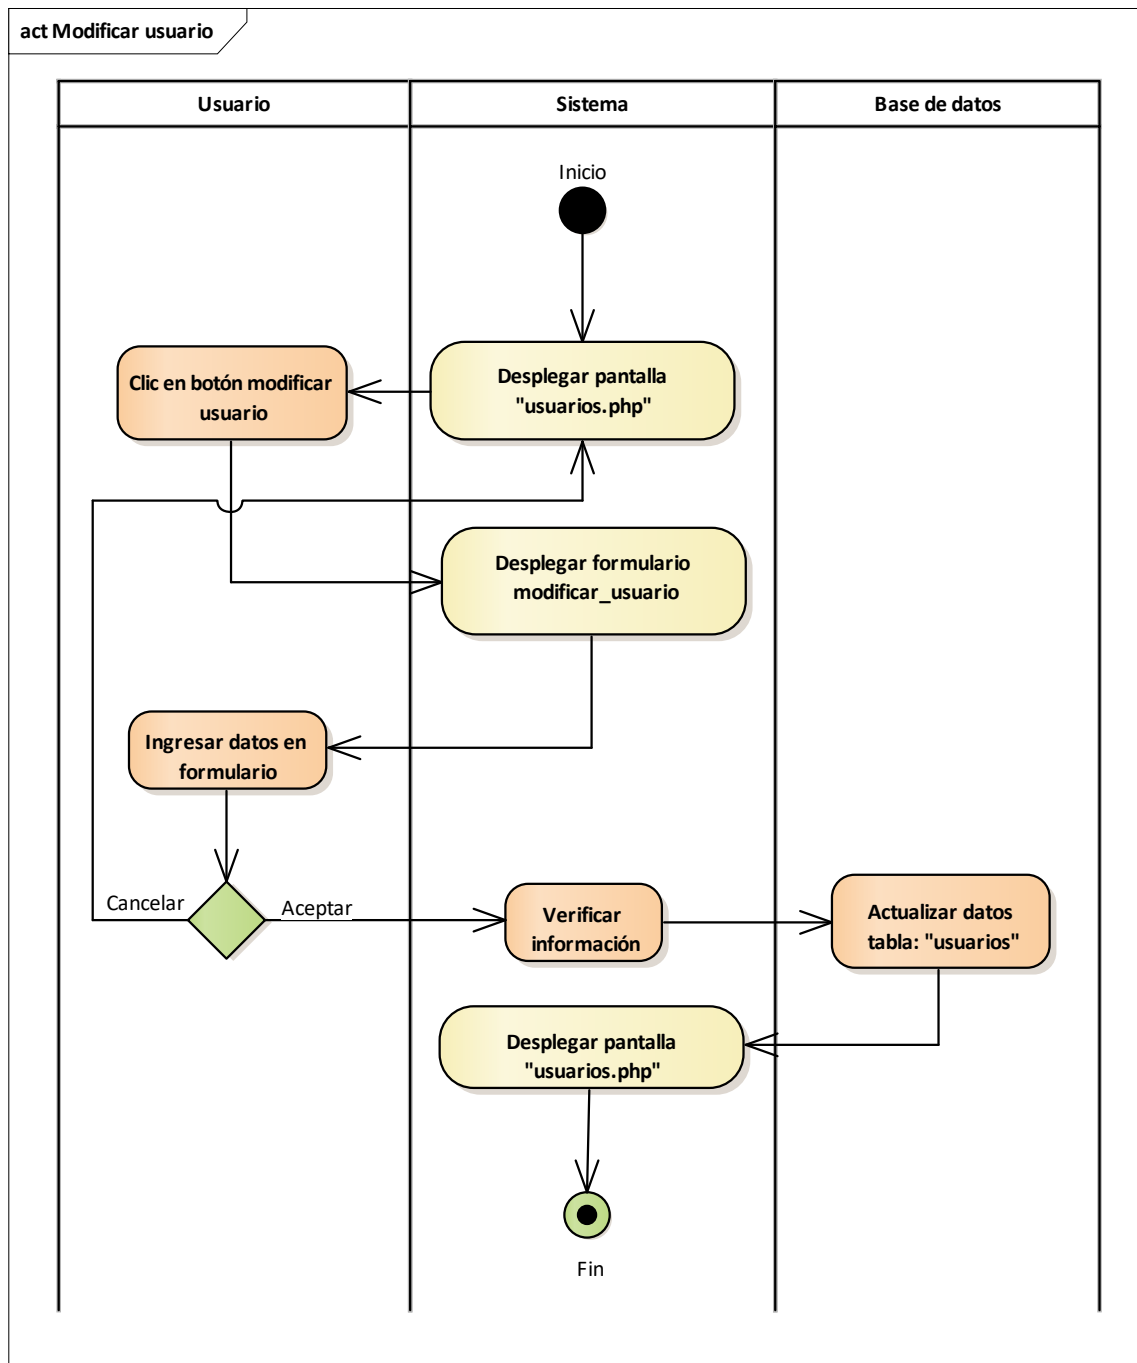 act Modificar usuario
Usuario
Sistema
Base de datos
Inicio
Clic en botón modificar
usuario
Desplegar pantalla
"usuarios.php"
Desplegar formulario
modificar_usuario
Ingresar datos en
formulario
Cancelar
Aceptar
Verificar
información
Actualizar datos
tabla: "usuarios"
Desplegar pantalla
"usuarios.php"
Fin